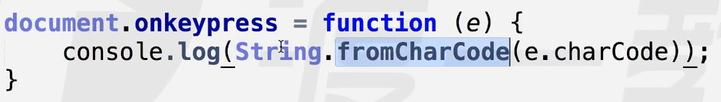 document.onkeypress = function (e) {
    console.log(String.fromCharCode(e.charCode));
}